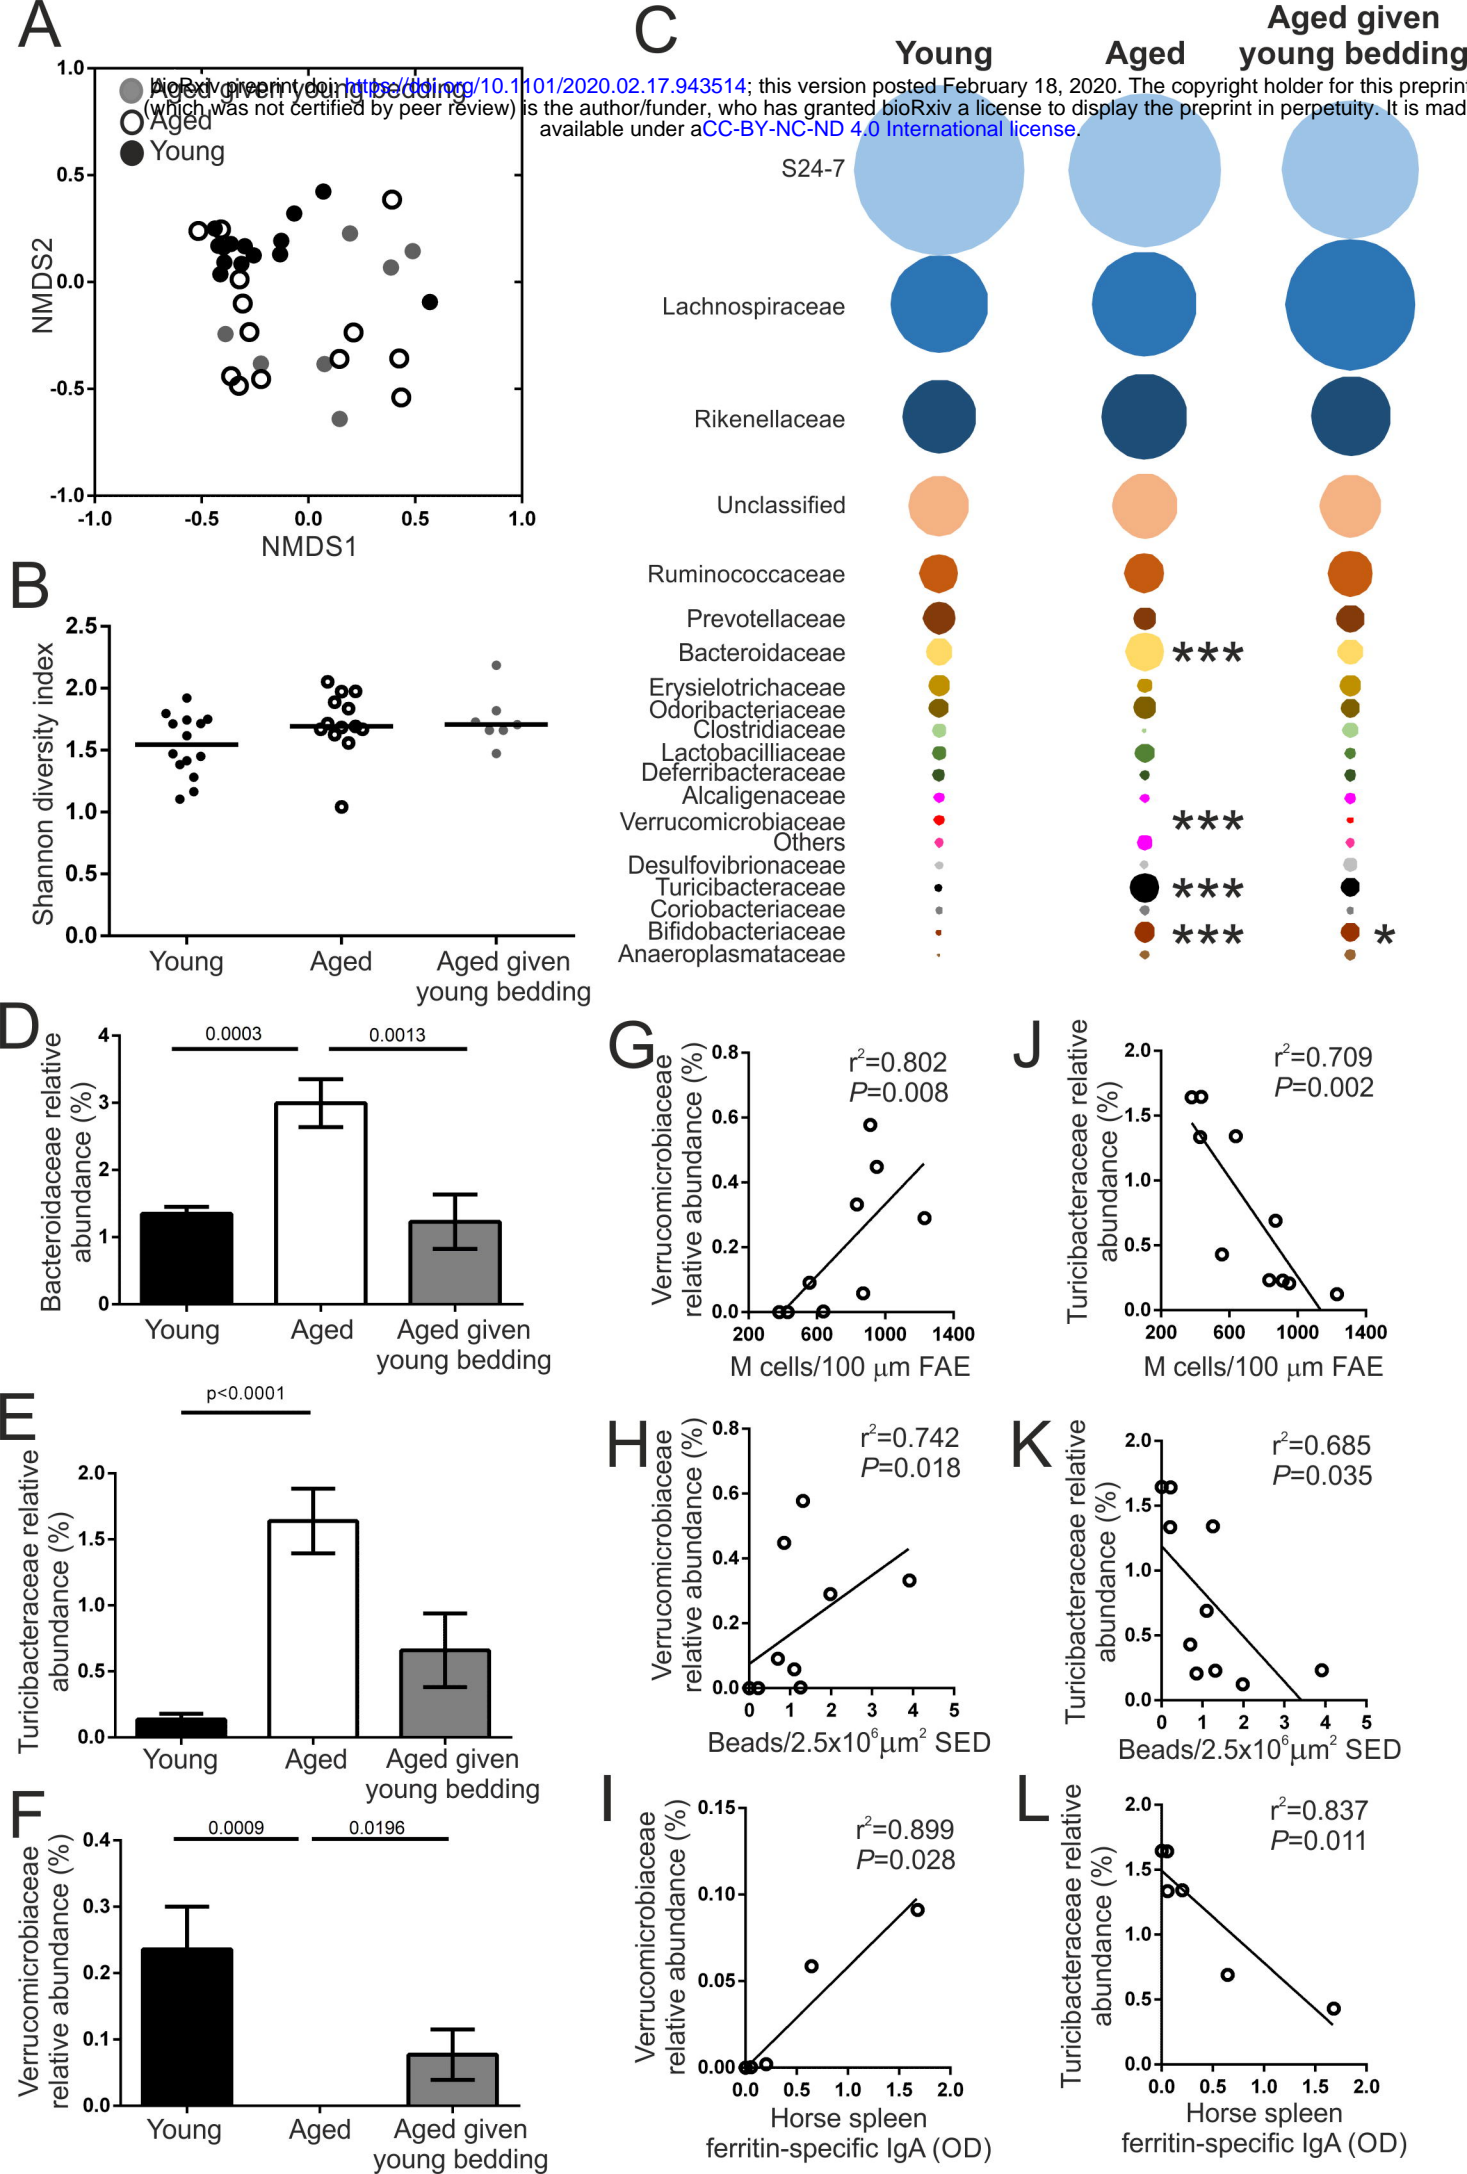 A
bioRxiv preprint doi: https://doi.org/10.1101/2020.02.17.943514; this version posted February 18, 2020. The copyright holder for this preprint
(which was not certified by peer review) is the author/funder, who has granted bioRxiv a license to display the preprint in perpetuity. It is mad
available under aCC-BY-NC-ND 4.0 International license.
Aged given young bedding
Aged
Young
1.0
0.5
0.0
-0.5
-1.0
NMDS2
-1.0 -0.5 0.0 0.5 1.0
NMDS1
B
Shannon diversity index
2.5
2.0
1.5
1.0
0.5
0.0
Young Aged Aged given
young bedding
C
Young Aged Aged given
young bedding
S24-7
Lachnospiraceae
Rikenellaceae
Unclassified
Ruminococcaceae
Prevotellaceae
Bacteroidaceae ***
Erysielotrichaceae
Odoribacteriaceae
Clostridiaceae
Lactobacilliaceae
Deferribacteraceae
Alcaligenaceae
Verrucomicrobiaceae ***
Others
Desulfovibrionaceae
Turicibacteraceae ***
Coriobacteriaceae
Bifidobacteriaceae *** *
Anaeroplasmataceae
D
Bacteroidaceae relative
abundance (%)
0.0003 0.0013
4
3
2
1
0
Young Aged Aged given
young bedding
E
Turicibacteraceae relative
abundance (%)
p<0.0001
2.0
1.5
1.0
0.5
0.0
Young Aged Aged given
young bedding
F
Verrucomicrobiaceae
relative abundance (%)
0.0009 0.0196
0.4
0.3
0.2
0.1
0.0
Young Aged Aged given
young bedding
G
Verrucomicrobiaceae
relative abundance (%)
r²=0.802
P=0.008
0.8
0.6
0.4
0.2
0.0
200 600 1000 1400
M cells/100 μm FAE
H
Verrucomicrobiaceae
relative abundance (%)
r²=0.742
P=0.018
0.8
0.6
0.4
0.2
0.0
0 1 2 3 4 5
Beads/2.5x10⁶μm² SED
I
Verrucomicrobiaceae
relative abundance (%)
r²=0.899
P=0.028
0.15
0.10
0.05
0.00
0.0 0.5 1.0 1.5 2.0
Horse spleen
ferritin-specific IgA (OD)
J
Turicibacteraceae relative
abundance (%)
r²=0.709
P=0.002
2.0
1.5
1.0
0.5
0.0
200 600 1000 1400
M cells/100 μm FAE
K
Turicibacteraceae relative
abundance (%)
r²=0.685
P=0.035
2.0
1.5
1.0
0.5
0.0
0 1 2 3 4 5
Beads/2.5x10⁶μm² SED
L
Turicibacteraceae relative
abundance (%)
r²=0.837
P=0.011
2.0
1.5
1.0
0.5
0.0
0.0 0.5 1.0 1.5 2.0
Horse spleen
ferritin-specific IgA (OD)